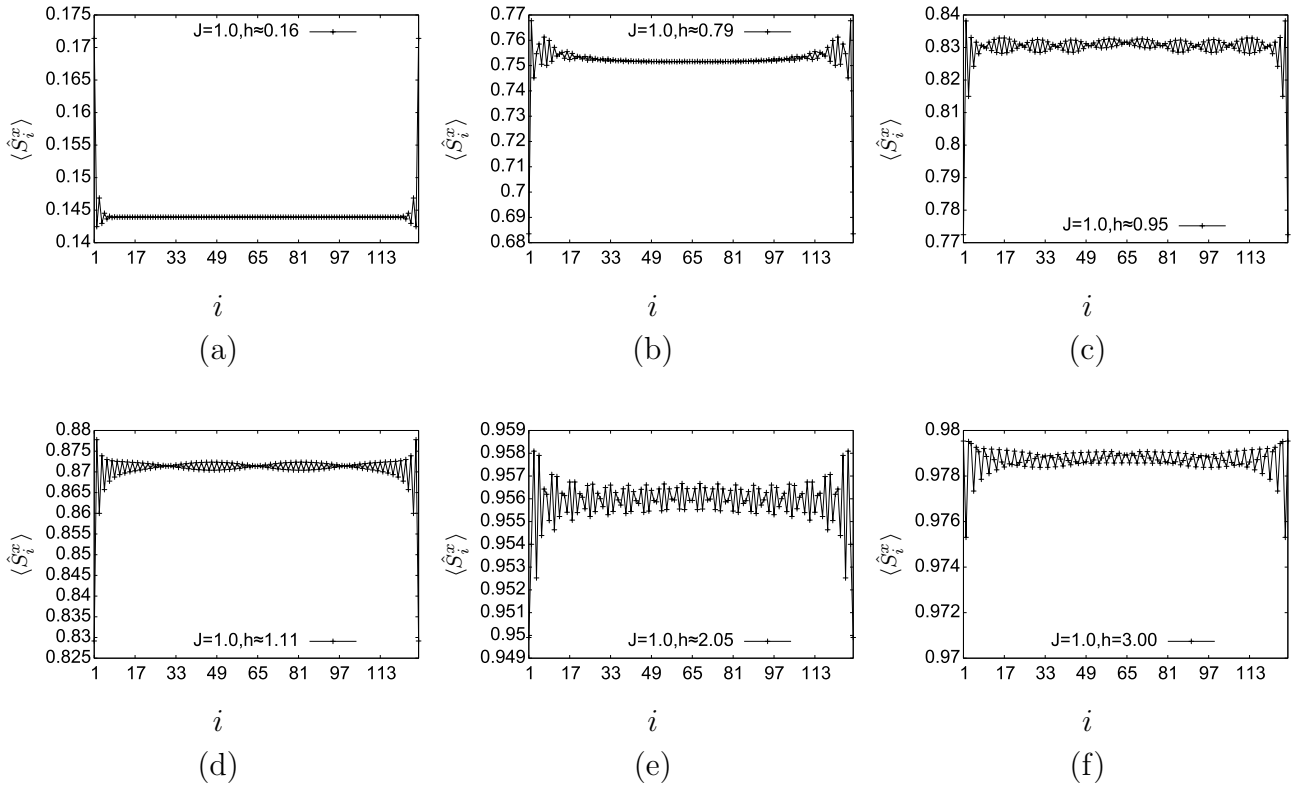 0.175
0.17
0.165
0.16
0.155
0.15
0.145
0.14
⟨Ŝᵢˣ⟩
J=1.0,h≈0.16
1 17 33 49 65 81 97 113
i
(a)
0.77
0.76
0.75
0.74
0.73
0.72
0.71
0.7
0.69
0.68
⟨Ŝᵢˣ⟩
J=1.0,h≈0.79
1 17 33 49 65 81 97 113
i
(b)
0.84
0.83
0.82
0.81
0.8
0.79
0.78
0.77
⟨Ŝᵢˣ⟩
J=1.0,h≈0.95
1 17 33 49 65 81 97 113
i
(c)
0.88
0.875
0.87
0.865
0.86
0.855
0.85
0.845
0.84
0.835
0.83
0.825
⟨Ŝᵢˣ⟩
J=1.0,h≈1.11
1 17 33 49 65 81 97 113
i
(d)
0.959
0.958
0.957
0.956
0.955
0.954
0.953
0.952
0.951
0.95
0.949
⟨Ŝᵢˣ⟩
J=1.0,h≈2.05
1 17 33 49 65 81 97 113
i
(e)
0.98
0.978
0.976
0.974
0.972
0.97
⟨Ŝᵢˣ⟩
J=1.0,h=3.00
1 17 33 49 65 81 97 113
i
(f)